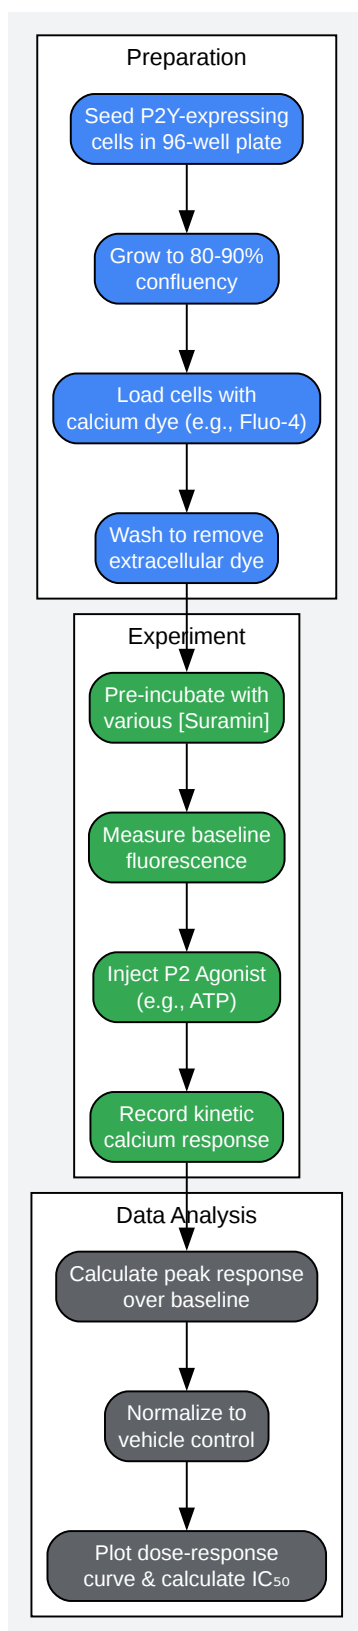 Preparation
Seed P2Y-expressing
cells in 96-well plate
Grow to 80-90%
confluency
Load cells with
calcium dye (e.g., Fluo-4)
Wash to remove
extracellular dye
Experiment
Pre-incubate with
various [Suramin]
Measure baseline
fluorescence
Inject P2 Agonist
(e.g., ATP)
Record kinetic
calcium response
Data Analysis
Calculate peak response
over baseline
Normalize to
vehicle control
Plot dose-response
curve & calculate IC₅₀